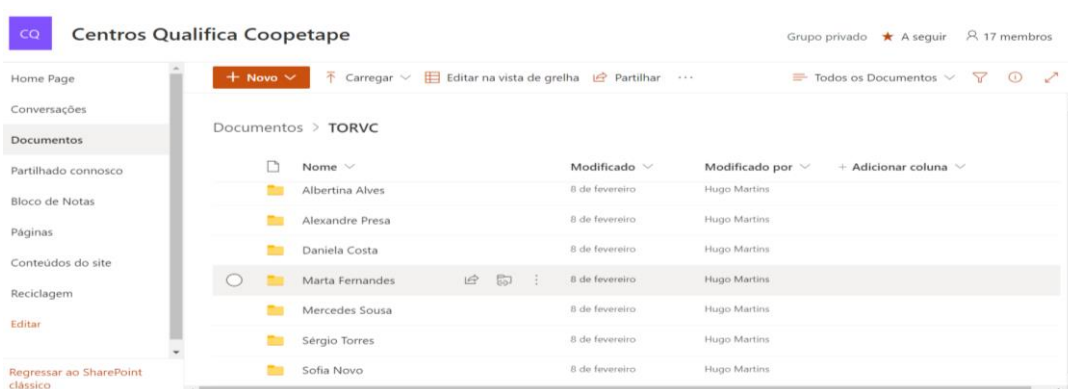 CQ Centros Qualifica Coopetape
Grupo privado ★ A seguir 17 membros
Home Page
Conversações
Documentos
Partilhado connosco
Bloco de Notas
Páginas
Conteúdos do site
Reciclagem
Editar
Regressar ao SharePoint
clássico
+ Novo Carregar Editar na vista de grelha Partilhar ··· Todos os Documentos
Documentos > TORVC
Nome Modificado Modificado por + Adicionar coluna
Albertina Alves 8 de fevereiro Hugo Martins
Alexandre Presa 8 de fevereiro Hugo Martins
Daniela Costa 8 de fevereiro Hugo Martins
Marta Fernandes 8 de fevereiro Hugo Martins
Mercedes Sousa 8 de fevereiro Hugo Martins
Sérgio Torres 8 de fevereiro Hugo Martins
Sofia Novo 8 de fevereiro Hugo Martins